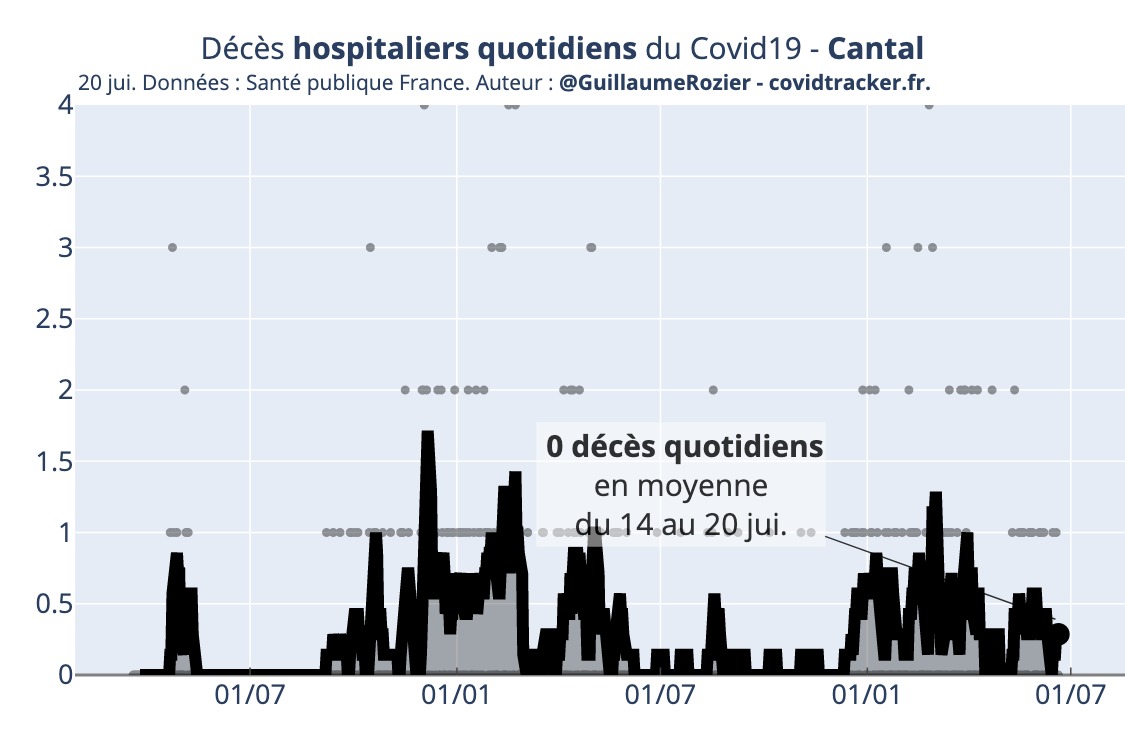 Décès hospitaliers quotidiens du Covid19 - Cantal
20 jui. Données : Santé publique France. Auteur : @GuillaumeRozier - covidtracker.fr.
4
3.5
3
2.5
2
1.5
1
0.5
0
0 décès quotidiens
en moyenne
du 14 au 20 jui.
01/07 01/01 01/07 01/01 01/07